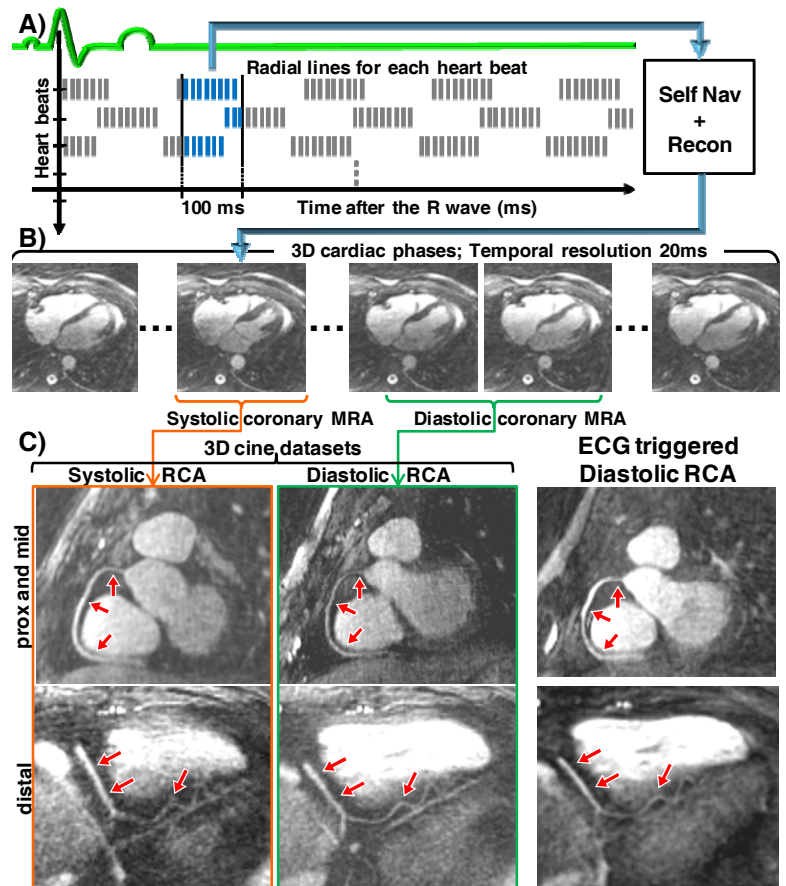 A)
Radial lines for each heart beat
Heart beats
Self Nav
+
Recon
100 ms
Time after the R wave (ms)
B)
3D cardiac phases; Temporal resolution 20ms
... ... ...
Systolic coronary MRA
Diastolic coronary MRA
C)
3D cine datasets
ECG triggered
Diastolic RCA
Systolic RCA
Diastolic RCA
prox and mid
distal